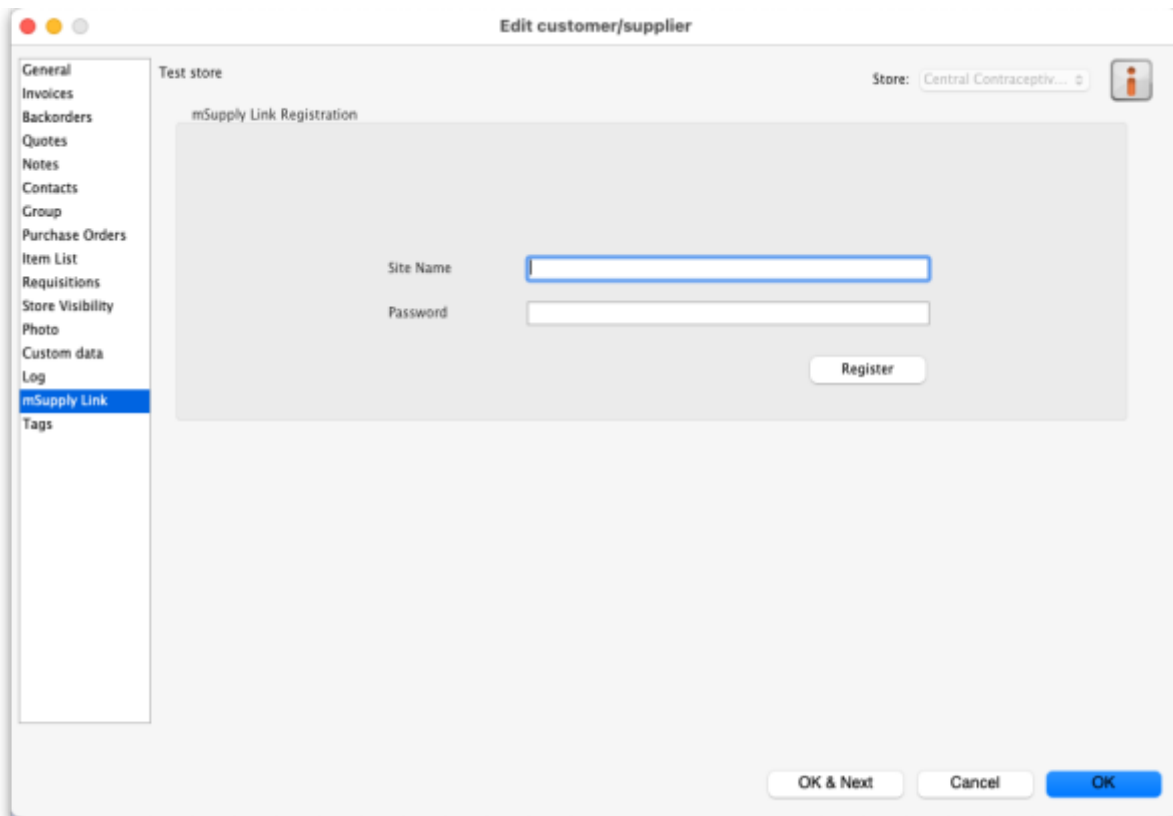 Edit customer/supplier
General
Invoices
Backorders
Quotes
Notes
Contacts
Group
Purchase Orders
Item List
Requisitions
Store Visibility
Photo
Custom data
Log
mSupply Link
Tags
Test store
Store: Central Contraceptiv...
mSupply Link Registration
Site Name
Password
Register
OK & Next Cancel OK